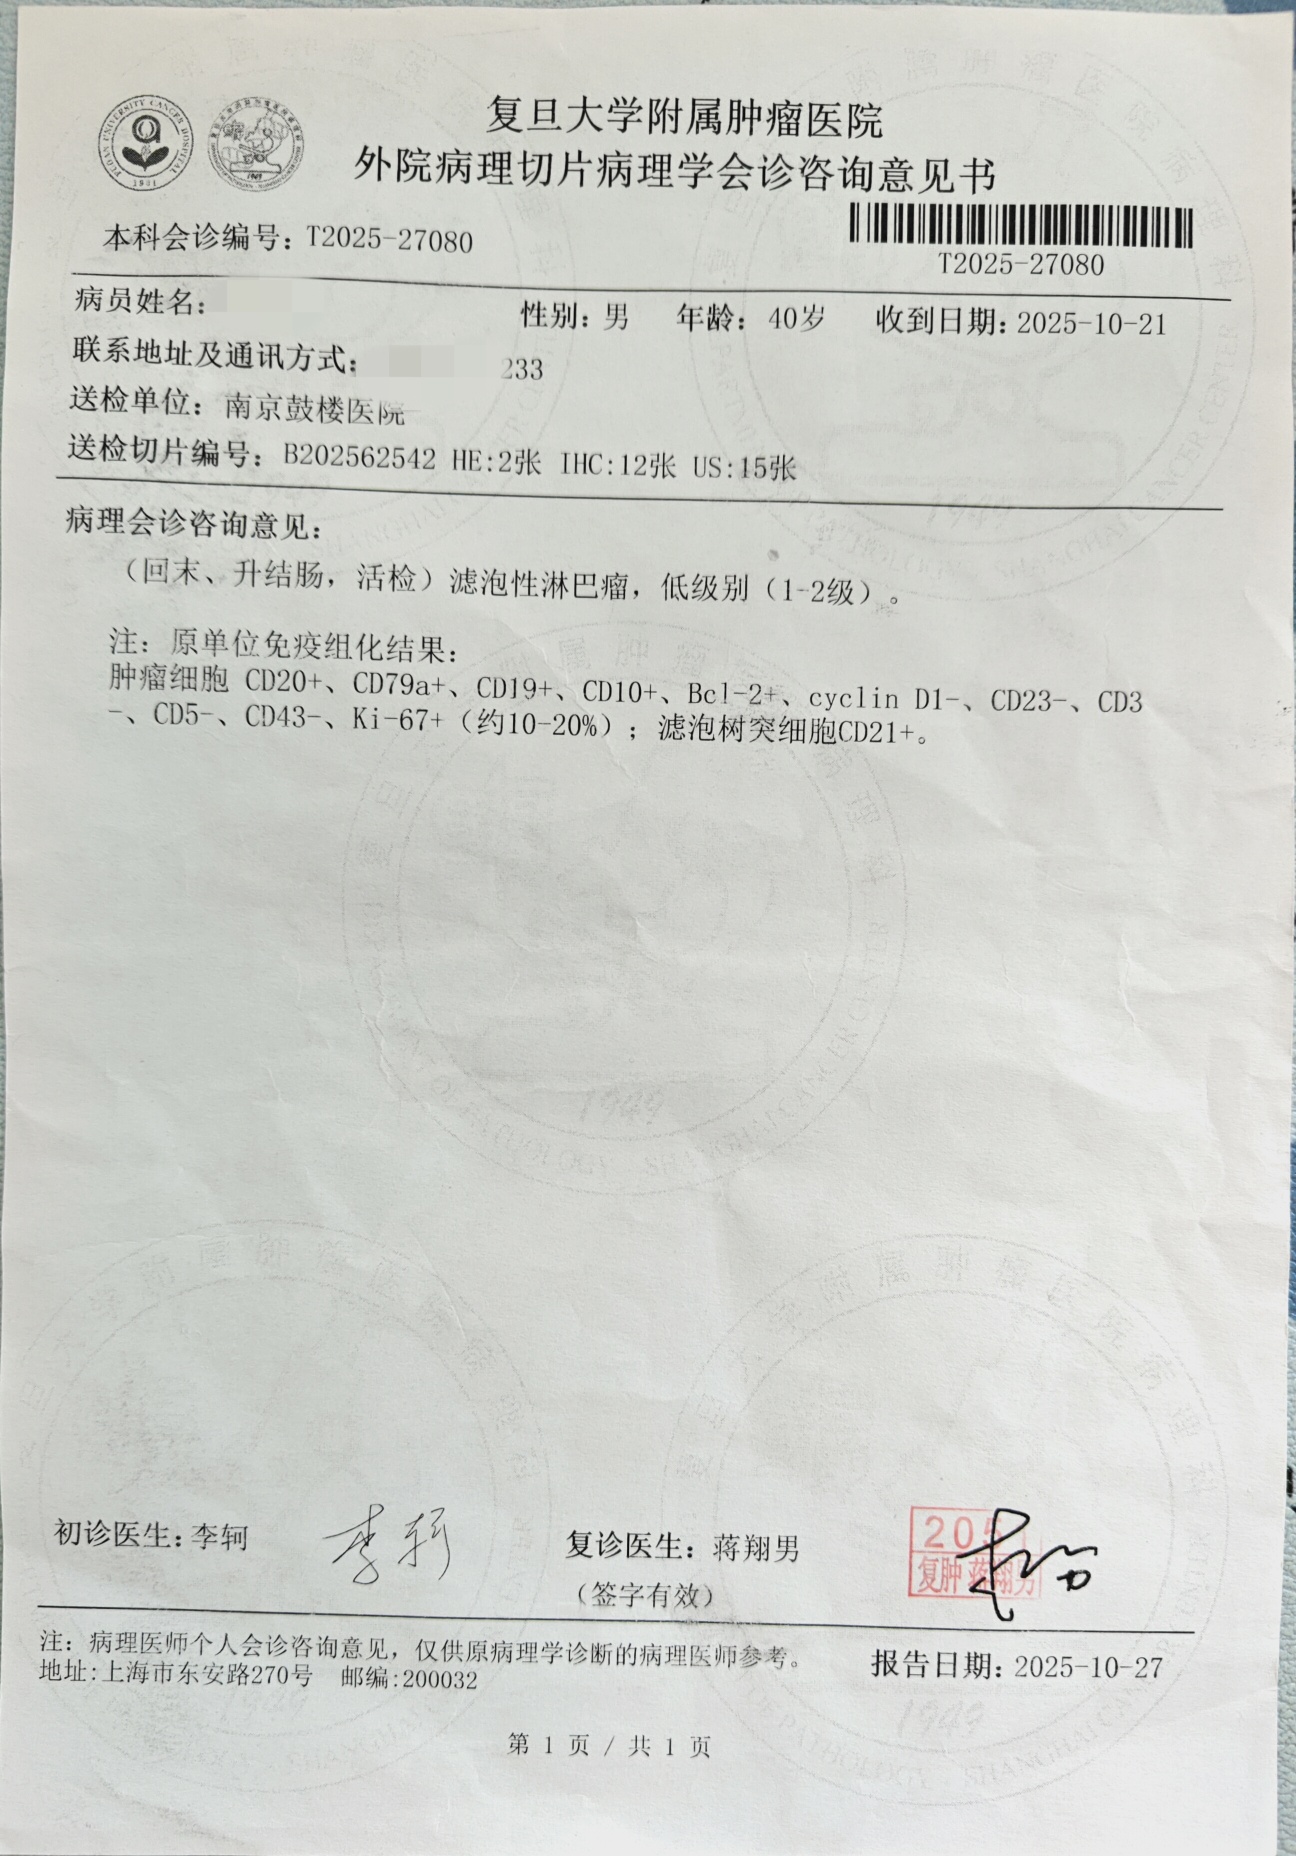 复旦大学附属肿瘤医院
外院病理切片病理学会诊咨询意见书
本科会诊编号：T2025-27080
T2025-27080
病员姓名：
性别：男 年龄：40岁 收到日期：2025-10-21
联系地址及通讯方式： 233
送检单位：南京鼓楼医院
送检切片编号：B202562542 HE:2张 IHC:12张 US:15张
病理会诊咨询意见：
（回末、升结肠，活检）滤泡性淋巴瘤，低级别（1-2级）。
注：原单位免疫组化结果：
肿瘤细胞 CD20+、CD79a+、CD19+、CD10+、Bcl-2+、cyclin D1-、CD23-、CD3
-、CD5-、CD43-、Ki-67+（约10-20%）；滤泡树突细胞CD21+。
初诊医生：李轲 李轲 复诊医生：蒋翔男
205
复肿 蒋翔男
（签字有效）
注：病理医师个人会诊咨询意见，仅供原病理学诊断的病理医师参考。
地址:上海市东安路270号 邮编:200032
报告日期：2025-10-27
第 1 页 / 共 1 页